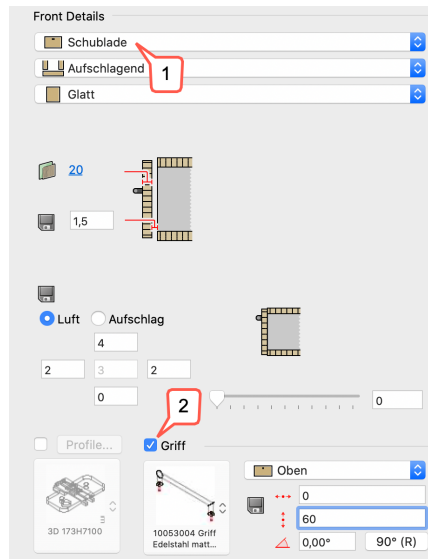 Front Details
Schublade
Aufschlagend
1
Glatt
20
1,5
Luft Aufschlag
4
2 3 2
0
2
0
Profile... Griff
Oben
0
60
0,00° 90° (R)
3D 173H7100
10053004 Griff
Edelstahl matt...